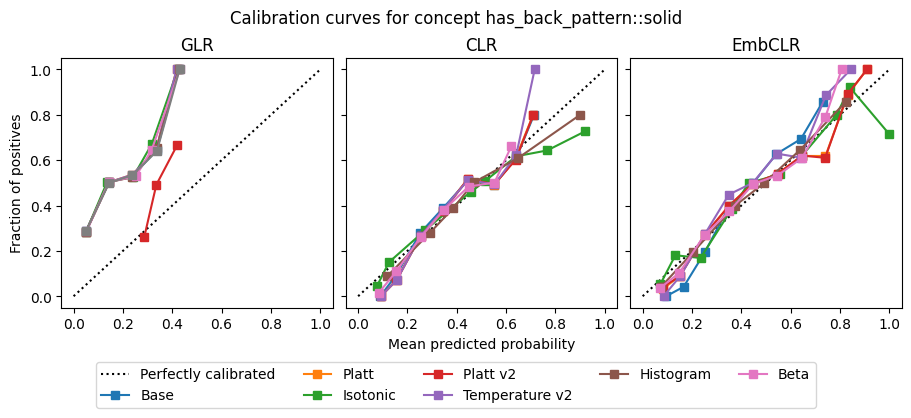 Calibration curves for concept has_back_pattern::solid
GLR
CLR
EmbCLR
Fraction of positives
1.0
0.8
0.6
0.4
0.2
0.0
0.0 0.2 0.4 0.6 0.8 1.0
0.0 0.2 0.4 0.6 0.8 1.0
0.0 0.2 0.4 0.6 0.8 1.0
Mean predicted probability
Perfectly calibrated
Base
Platt
Isotonic
Platt v2
Temperature v2
Histogram
Beta